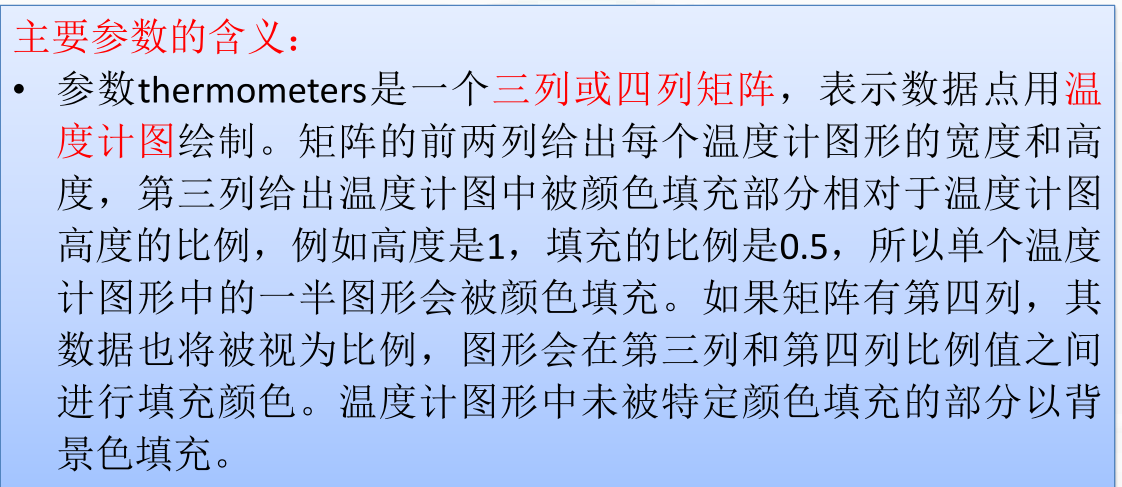 主要参数的含义：
• 参数thermometers是一个三列或四列矩阵，表示数据点用温
度计图绘制。矩阵的前两列给出每个温度计图形的宽度和高
度，第三列给出温度计图中被颜色填充部分相对于温度计图
高度的比例，例如高度是1，填充的比例是0.5，所以单个温度
计图形中的一半图形会被颜色填充。如果矩阵有第四列，其
数据也将被视为比例，图形会在第三列和第四列比例值之间
进行填充颜色。温度计图形中未被特定颜色填充的部分以背
景色填充。